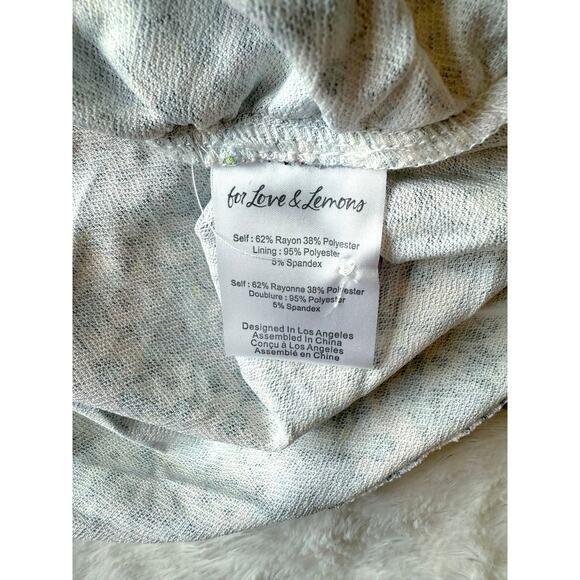 for Love & Lemons
Self : 62% Rayon 38% Polyester
Lining : 95% Polyester
5% Spandex
Self : 62% Rayonne 38% Polyester
Doublure : 95% Polyester
5% Spandex
Designed In Los Angeles
Assembled In China
Conçu à Los Angeles
Assemblé en Chine